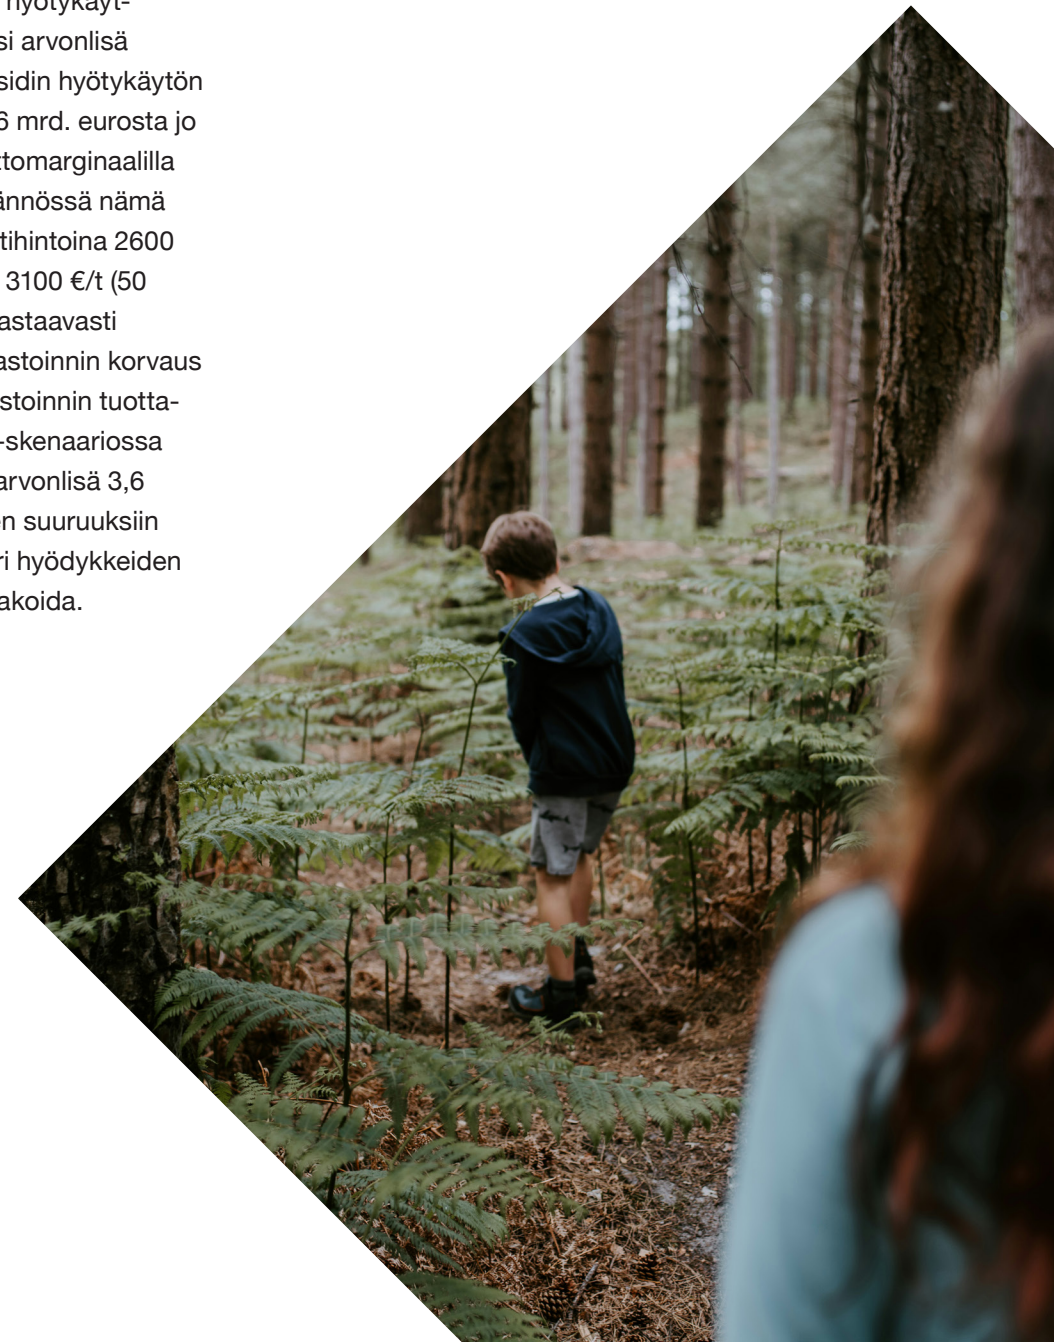 hyötykäyt-
si arvonlisä
sidin hyötykäytön
6 mrd. eurosta jo
ttomarginaalilla
ännössä nämä
tihintoina 2600
3100 €/t (50
astaavasti
astoinnin korvaus
stoinnin tuotta-
-skenaariossa
arvonlisä 3,6
n suuruuksiin
ri hyödykkeiden
akoida.